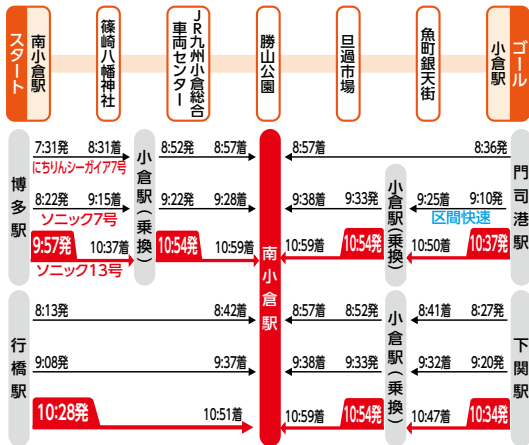 スタート
南小倉駅
篠崎八幡神社
JR九州小倉総合
車両センター
勝山公園
旦過市場
魚町銀天街
小倉駅
ゴール
博多駅
7:31発 8:31着
にちりんシーガイア7号
8:22発 9:15着
ソニック7号
9:57発 10:37着
ソニック13号
小倉駅(乗換)
8:52発 8:57着
9:22発 9:28着
10:54発 10:59着
南小倉駅
8:57着 8:36発
9:38着 9:33発
10:59着 10:54発
小倉駅(乗換)
9:25着 9:10発
区間快速
10:50着 10:37発
門司港駅
行橋駅
8:13発 8:42着
9:08発 9:37着
10:28発 10:51着
8:57着 8:52発
9:38着 9:33発
10:59着 10:54発
小倉駅(乗換)
8:41着 8:27発
9:32着 9:20発
10:47着 10:34発
下関駅